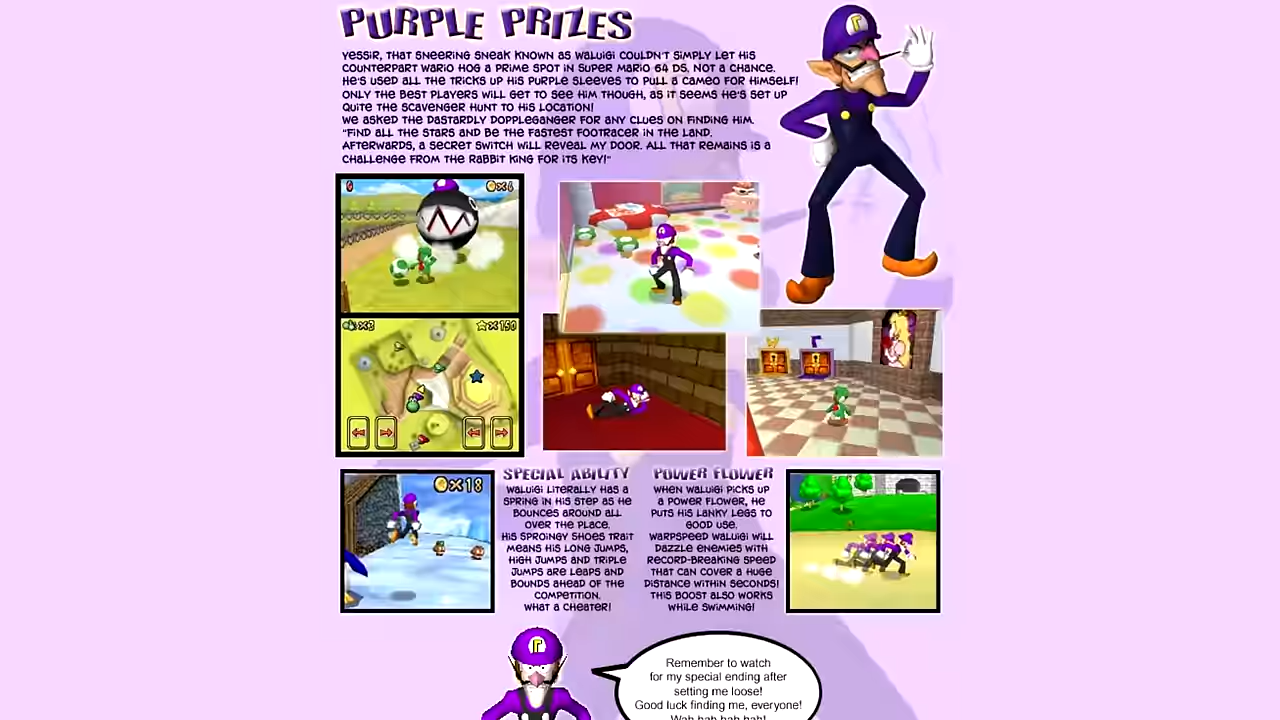 PURPLE PRIZES
YESSIR, THAT SNEERING SNEAK KNOWN AS WALUIGI COULDN'T SIMPLY LET HIS
COUNTERPART WARIO HOG A PRIME SPOT IN SUPER MARIO 64 DS. NOT A CHANCE.
HE'S USED ALL THE TRICKS UP HIS PURPLE SLEEVES TO PULL A CAMEO FOR HIMSELF!
ONLY THE BEST PLAYERS WILL GET TO SEE HIM THOUGH, AS IT SEEMS HE'S SET UP
QUITE THE SCAVENGER HUNT TO HIS LOCATION!
WE ASKED THE DASTARDLY DOPPLEGANGER FOR ANY CLUES ON FINDING HIM.
"FIND ALL THE STARS AND BE THE FASTEST FOOTRACER IN THE LAND.
AFTERWARDS, A SECRET SWITCH WILL REVEAL MY DOOR. ALL THAT REMAINS IS A
CHALLENGE FROM THE RABBIT KING FOR ITS KEY!"
×6
×3
×150
×18
SPECIAL ABILITY
WALUIGI LITERALLY HAS A
SPRING IN HIS STEP AS HE
BOUNCES AROUND ALL
OVER THE PLACE.
HIS SPROINGY SHOES TRAIT
MEANS HIS LONG JUMPS,
HIGH JUMPS AND TRIPLE
JUMPS ARE LEAPS AND
BOUNDS AHEAD OF THE
COMPETITION.
WHAT A CHEATER!
POWER FLOWER
WHEN WALUIGI PICKS UP
A POWER FLOWER, HE
PUTS HIS LANKY LEGS TO
GOOD USE.
WARPSPEED WALUIGI WILL
DAZZLE ENEMIES WITH
RECORD-BREAKING SPEED
THAT CAN COVER A HUGE
DISTANCE WITHIN SECONDS!
THIS BOOST ALSO WORKS
WHILE SWIMMING!
Remember to watch
for my special ending after
setting me loose!
Good luck finding me, everyone!
Wah hah hah hah!